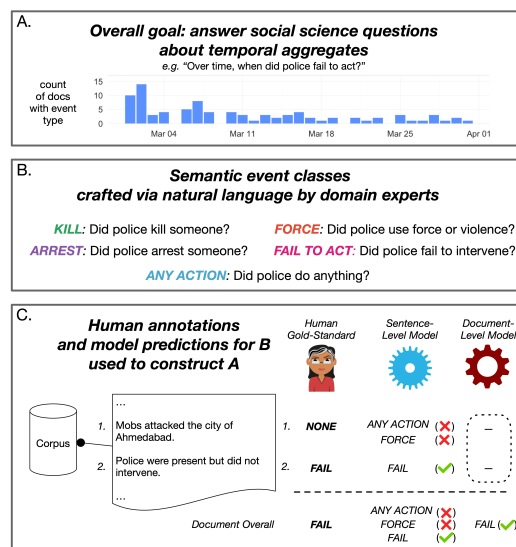 A.
Overall goal: answer social science questions
about temporal aggregates
e.g. “Over time, when did police fail to act?”
count
of docs
with event
type
15
10
5
0
Mar 04 Mar 11 Mar 18 Mar 25 Apr 01
B.
Semantic event classes
crafted via natural language by domain experts
KILL: Did police kill someone?
FORCE: Did police use force or violence?
ARREST: Did police arrest someone?
FAIL TO ACT: Did police fail to intervene?
ANY ACTION: Did police do anything?
C.
Human annotations
and model predictions for B
used to construct A
Human
Gold-Standard
Sentence-
Level Model
Document-
Level Model
Corpus
...
1. Mobs attacked the city of
Ahmedabad.
2. Police were present but did not
intervene.
...
1. NONE
ANY ACTION (❌)
FORCE (❌)
–
2. FAIL
FAIL (✓)
–
Document Overall
FAIL
ANY ACTION (❌)
FORCE (❌)
FAIL (✓)
FAIL (✓)